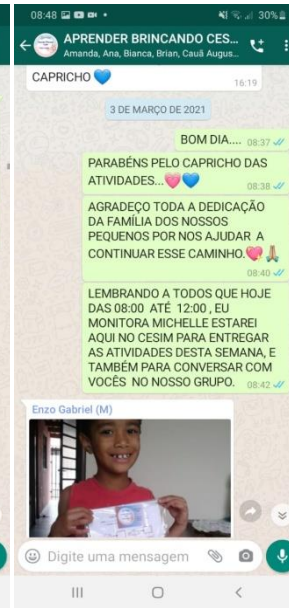 08:48 30%
APRENDER BRINCANDO CES...
Amanda, Ana, Bianca, Brian, Cauã Augus...
CAPRICHO 💙
16:19
3 DE MARÇO DE 2021
BOM DIA.... 08:37
PARABÉNS PELO CAPRICHO DAS
ATIVIDADES...💖💙
08:38
AGRADEÇO TODA A DEDICAÇÃO
DA FAMÍLIA DOS NOSSOS
PEQUENOS POR NOS AJUDAR A
CONTINUAR ESSE CAMINHO.💖🙏
08:40
LEMBRANDO A TODOS QUE HOJE
DAS 08:00 ATÉ 12:00 , EU
MONITORA MICHELLE ESTAREI
AQUI NO CESIM PARA ENTREGAR
AS ATIVIDADES DESTA SEMANA, E
TAMBÉM PARA CONVERSAR COM
VOCÊS NO NOSSO GRUPO. 08:42
Enzo Gabriel (M)
Digite uma mensagem